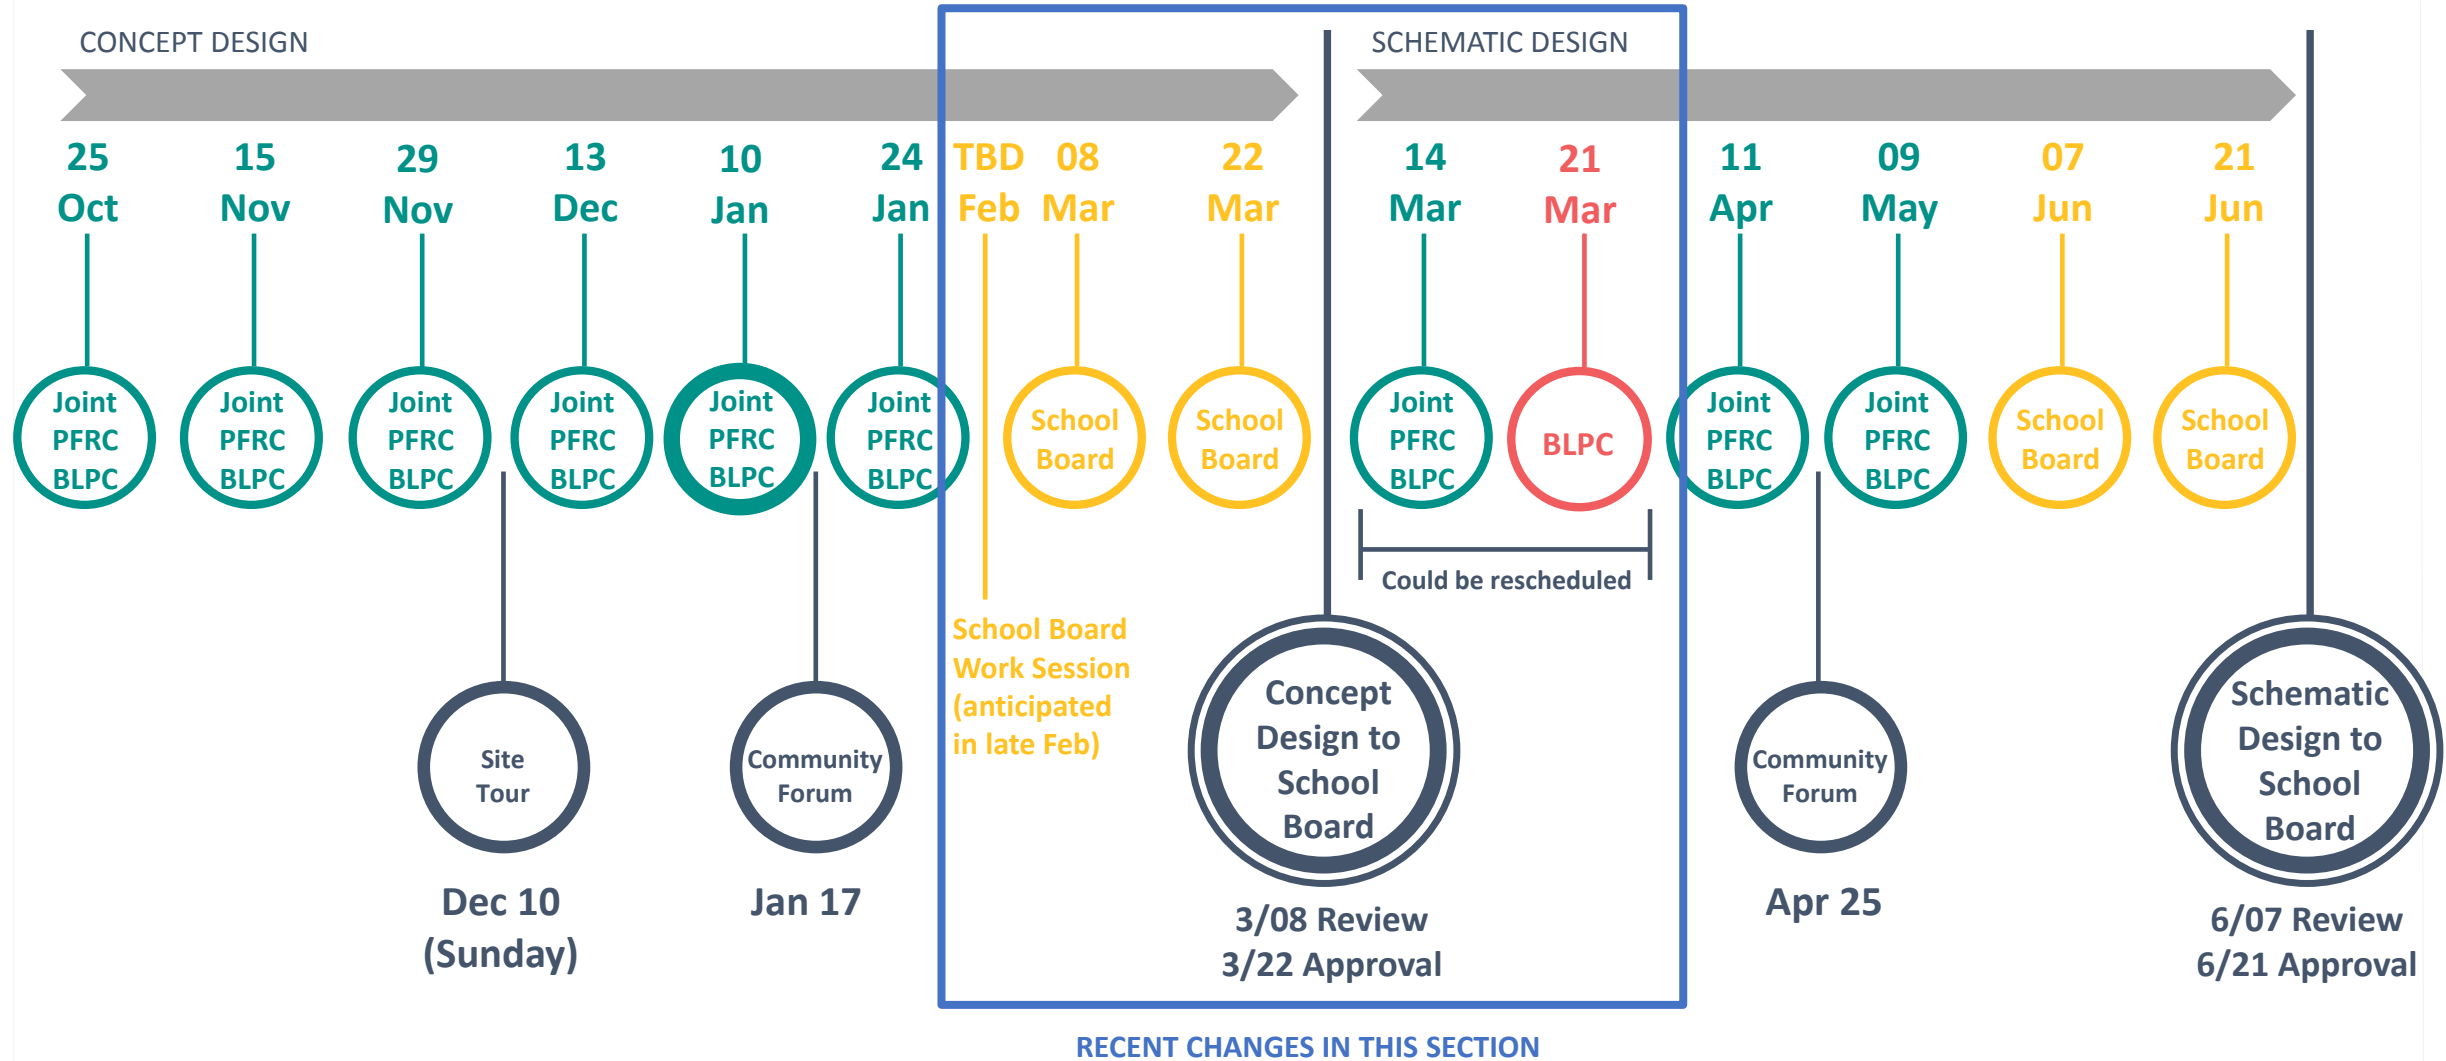 CONCEPT DESIGN
SCHEMATIC DESIGN
25
Oct
15
Nov
29
Nov
13
Dec
10
Jan
24
Jan
TBD
Feb
08
Mar
22
Mar
14
Mar
21
Mar
11
Apr
09
May
07
Jun
21
Jun
Joint
PFRC
BLPC
Joint
PFRC
BLPC
Joint
PFRC
BLPC
Joint
PFRC
BLPC
Joint
PFRC
BLPC
Joint
PFRC
BLPC
School
Board
School
Board
Joint
PFRC
BLPC
BLPC
Joint
PFRC
BLPC
Joint
PFRC
BLPC
School
Board
School
Board
Could be rescheduled
School Board
Work Session
(anticipated
in late Feb)
Site
Tour
Dec 10
(Sunday)
Community
Forum
Jan 17
Concept
Design to
School
Board
3/08 Review
3/22 Approval
Community
Forum
Apr 25
Schematic
Design to
School
Board
6/07 Review
6/21 Approval
RECENT CHANGES IN THIS SECTION